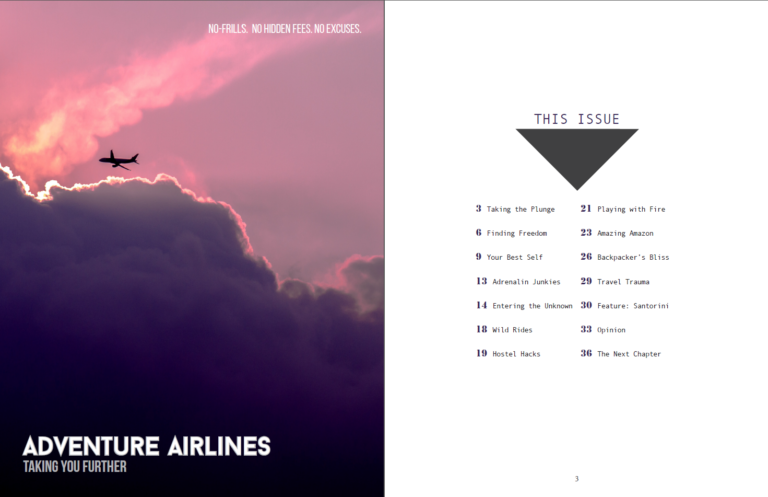 NO-FRILLS. NO HIDDEN FEES. NO EXCUSES.
ADVENTURE AIRLINES
TAKING YOU FURTHER
THIS ISSUE
3 Taking the Plunge
6 Finding Freedom
9 Your Best Self
13 Adrenalin Junkies
14 Entering the Unknown
18 Wild Rides
19 Hostel Hacks
21 Playing with Fire
23 Amazing Amazon
26 Backpacker's Bliss
29 Travel Trauma
30 Feature: Santorini
33 Opinion
36 The Next Chapter
3